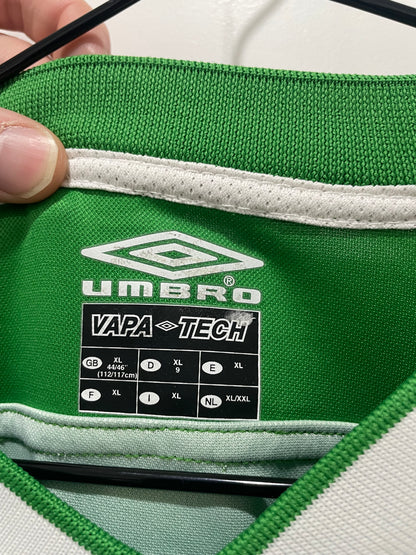 UMBRO®
VAPA TECH
GB XL 44/46" (112/117cm) D XL 9 E XL
F XL I XL NL XL/XXL